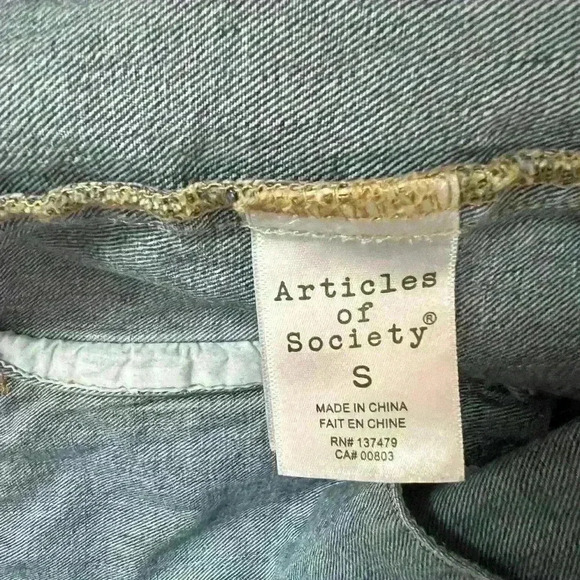 Articles
of
Society®
S
MADE IN CHINA
FAIT EN CHINE
RN# 137479
CA# 00803